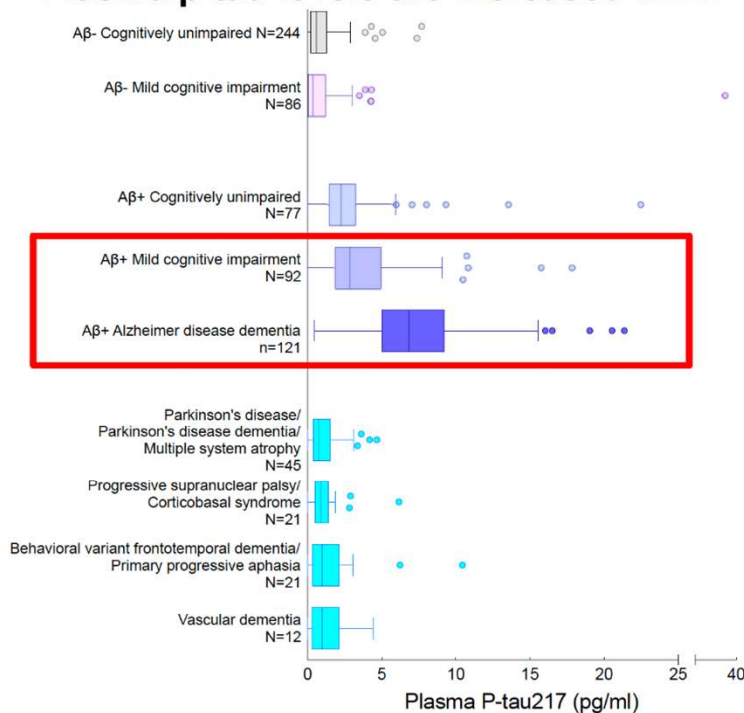 Aβ- Cognitively unimpaired N=244
Aβ- Mild cognitive impairment
N=86
Aβ+ Cognitively unimpaired
N=77
Aβ+ Mild cognitive impairment
N=92
Aβ+ Alzheimer disease dementia
n=121
Parkinson's disease/
Parkinson's disease dementia/
Multiple system atrophy
N=45
Progressive supranuclear palsy/
Corticobasal syndrome
N=21
Behavioral variant frontotemporal dementia/
Primary progressive aphasia
N=21
Vascular dementia
N=12
0 5 10 15 20 25 40
Plasma P-tau217 (pg/ml)